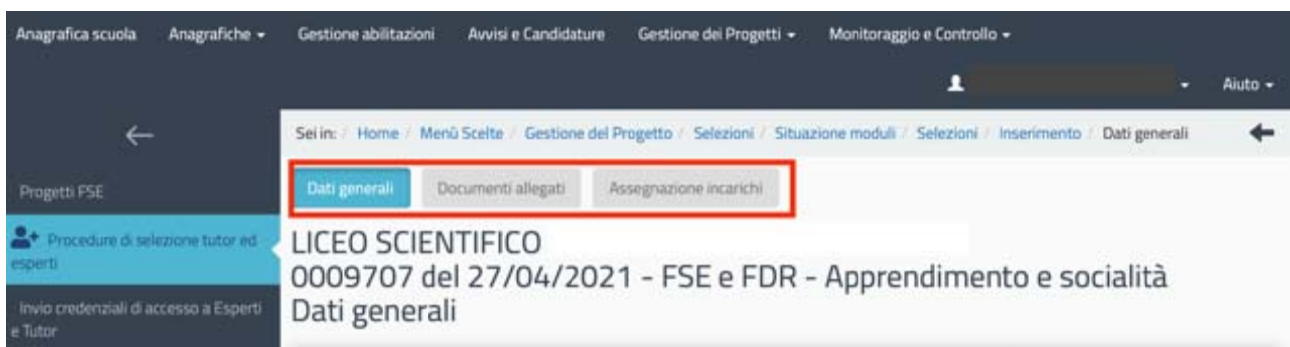 Anagrafica scuola Anagrafiche Gestione abilitazioni Avvisi e Candidature Gestione dei Progetti Monitoraggio e Controllo
Aiuto
Sei in: / Home / Menù Scelte / Gestione del Progetto / Selezioni / Situazione moduli / Selezioni / Inserimento / Dati generali
Dati generali Documenti allegati Assegnazione incarichi
Progetti FSE
Procedure di selezione tutor ed
esperti
Invio credenziali di accesso a Esperti
e Tutor
LICEO SCIENTIFICO
0009707 del 27/04/2021 - FSE e FDR - Apprendimento e socialità
Dati generali